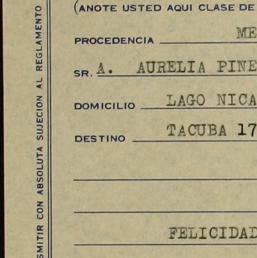 (ANOTE USTED AQUI CLASE DE
PROCEDENCIA ME
SR. A. AURELIA PINE
DOMICILIO LAGO NICA
DESTINO TACUBA 17
FELICIDAD
SMITIR CON ABSOLUTA SUJECION AL REGLAMENTO